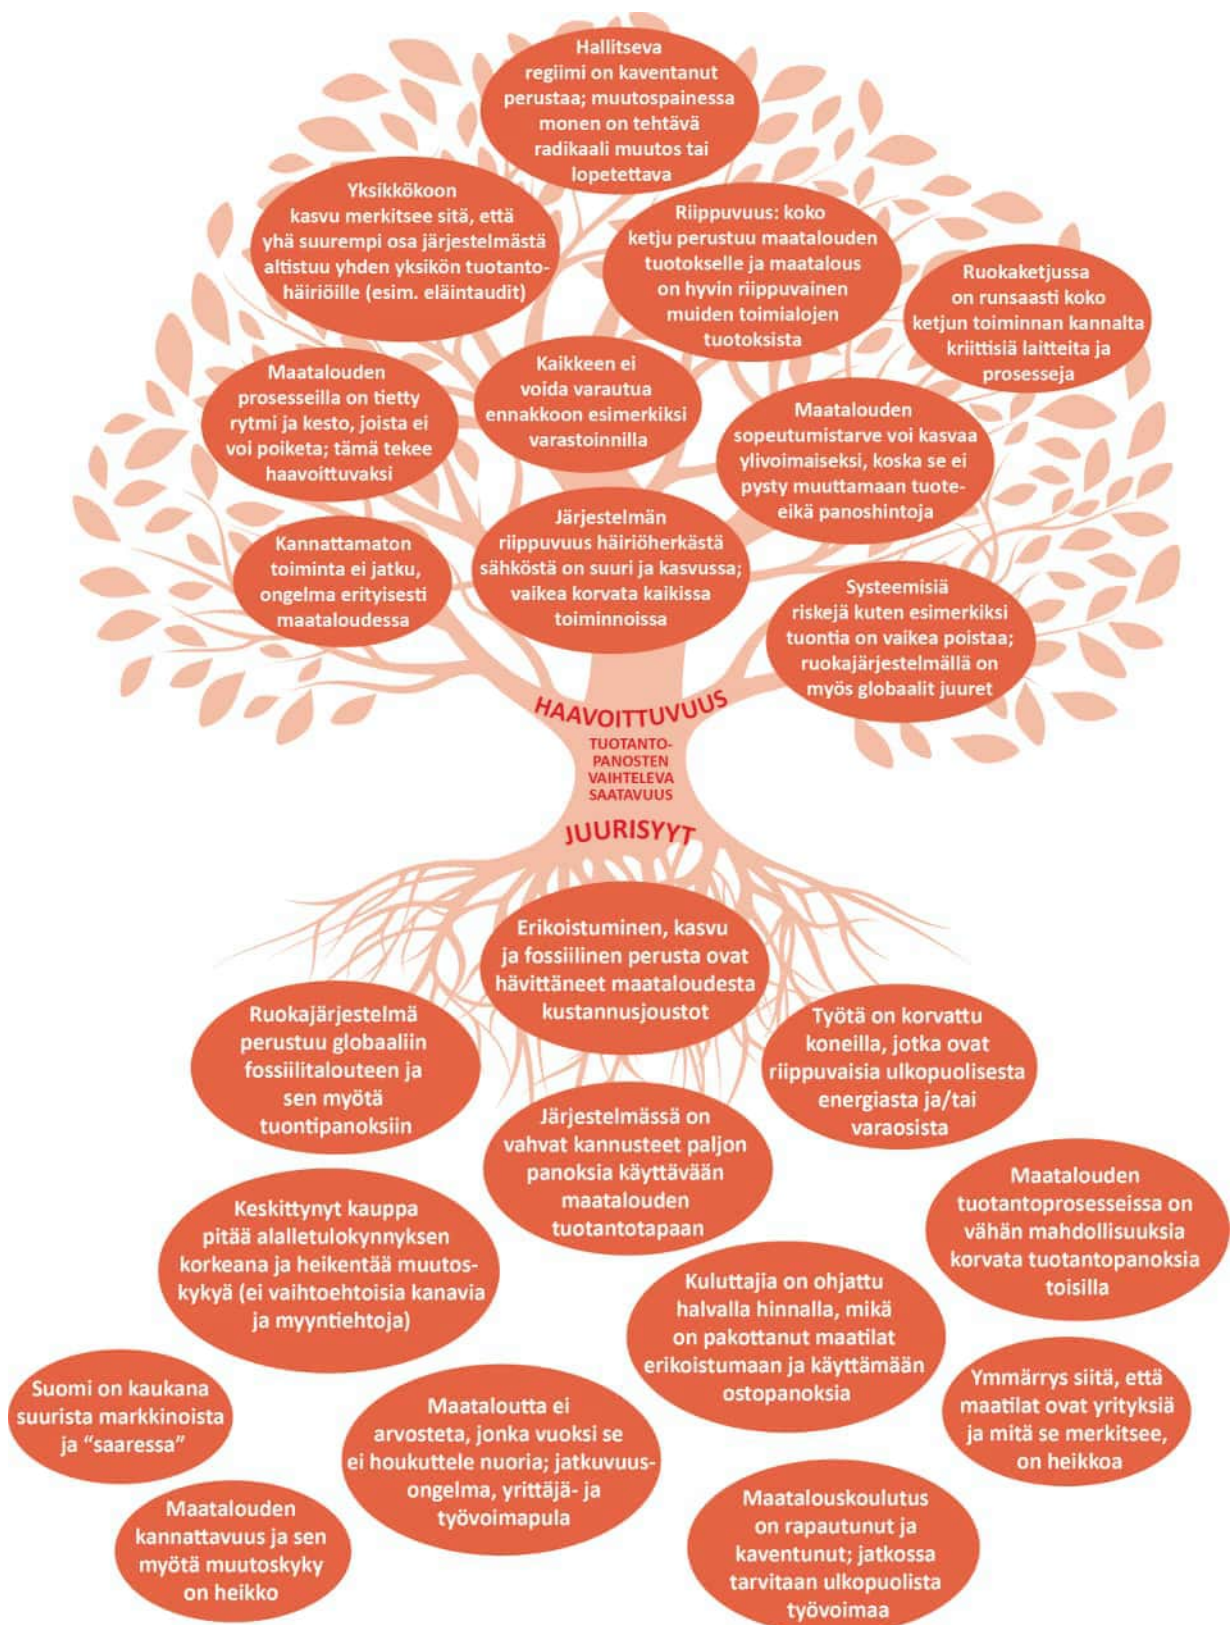 Hallitseva
regiimi on kaventanut
perustaa; muutospainessa
monen on tehtävä
radikaali muutos tai
lopetettava
Yksikkökoon
kasvu merkitsee sitä, että
yhä suurempi osa järjestelmästä
altistuu yhden yksikön tuotanto-
häiriöille (esim. eläintaudit)
Riippuvuus: koko
ketju perustuu maatalouden
tuotokselle ja maatalous
on hyvin riippuvainen
muiden toimialojen
tuotoksista
Ruokaketjussa
on runsaasti koko
ketjun toiminnan kannalta
kriittisiä laitteita ja
prosesseja
Maatalouden
prosesseilla on tietty
rytmi ja kesto, joista ei
voi poiketa; tämä tekee
haavoittuvaksi
Kaikkeen ei
voida varautua
ennakkoon esimerkiksi
varastoinnilla
Maatalouden
sopeutumistarve voi kasvaa
ylivoimaiseksi, koska se ei
pysty muuttamaan tuote-
eikä panoshintoja
Kannattamaton
toiminta ei jatku,
ongelma erityisesti
maataloudessa
Järjestelmän
riippuvuus häiriöherkästä
sähköstä on suuri ja kasvussa;
vaikea korvata kaikissa
toiminnoissa
Systeemisiä
riskejä kuten esimerkiksi
tuontia on vaikea poistaa;
ruokajärjestelmällä on
myös globaalit juuret
HAAVOITTUVUUS
TUOTANTO-
PANOSTEN
VAIHTELEVA
SAATAVUUS
JUURISYYT
Erikoistuminen, kasvu
ja fossiilinen perusta ovat
hävittäneet maataloudesta
kustannusjoustot
Ruokajärjestelmä
perustuu globaaliin
fossiilitalouteen ja
sen myötä
tuontipanoksiin
Työtä on korvattu
koneilla, jotka ovat
riippuvaisia ulkopuolisesta
energiasta ja/tai
varaosista
Järjestelmässä on
vahvat kannusteet paljon
panoksia käyttävään
maatalouden
tuotantotapaan
Maatalouden
tuotantoprosesseissa on
vähän mahdollisuuksia
korvata tuotantopanoksia
toisilla
Keskittynyt kauppa
pitää alalletulokynnyksen
korkeana ja heikentää muutos-
kykyä (ei vaihtoehtoisia kanavia
ja myyntiehtoja)
Kuluttajia on ohjattu
halvalla hinnalla, mikä
on pakottanut maatilat
erikoistumaan ja käyttämään
ostopanoksia
Suomi on kaukana
suurista markkinoista
ja “saaressa”
Maataloutta ei
arvosteta, jonka vuoksi se
ei houkuttele nuoria; jatkuvuus-
ongelma, yrittäjä- ja
työvoimapula
Ymmärrys siitä, että
maatilat ovat yrityksiä
ja mitä se merkitsee,
on heikkoa
Maatalouden
kannattavuus ja sen
myötä muutoskyky
on heikko
Maatalouskoulutus
on rapautunut ja
kaventunut; jatkossa
tarvitaan ulkopuolista
työvoimaa